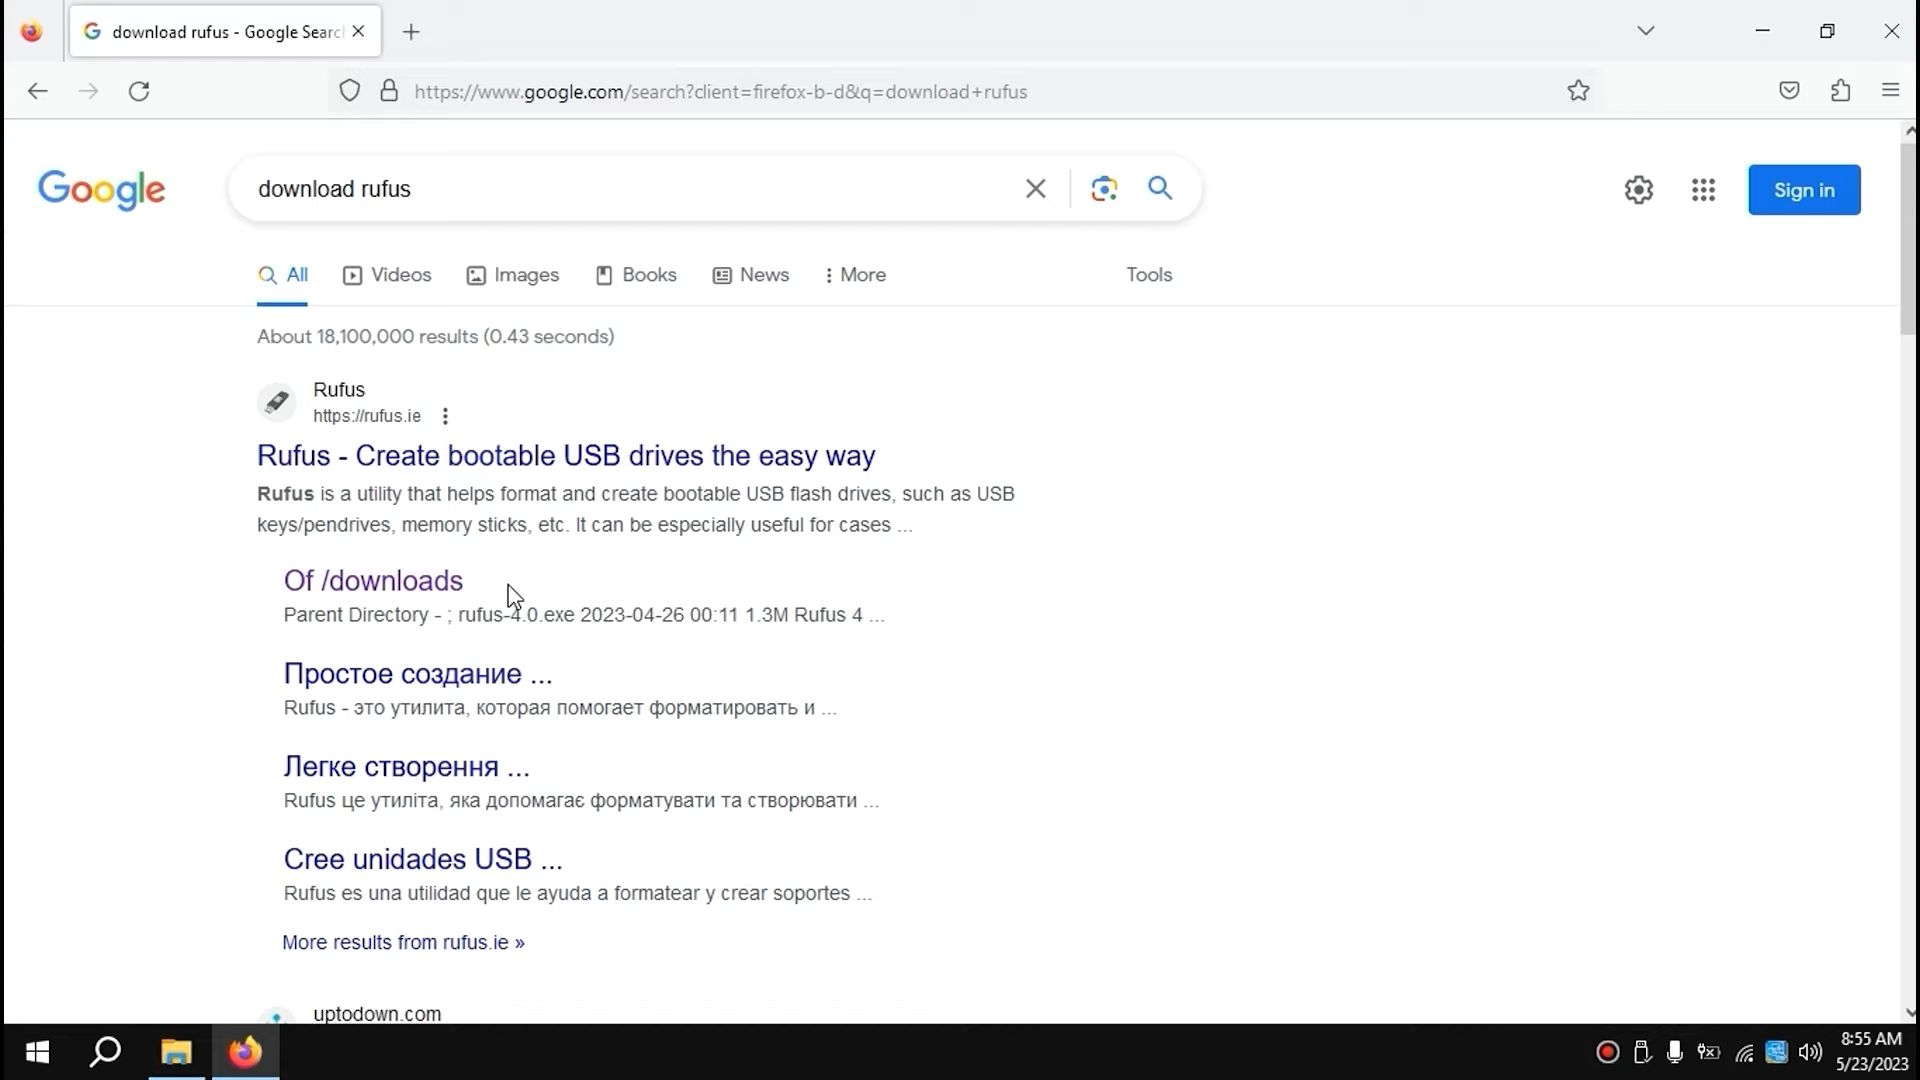 download rufus - Google Searc
https://www.google.com/search?client=firefox-b-d&q=download+rufus
Google
download rufus
Sign in
All
Videos
Images
Books
News
More
Tools
About 18,100,000 results (0.43 seconds)
Rufus
https://rufus.ie
Rufus - Create bootable USB drives the easy way
Rufus is a utility that helps format and create bootable USB flash drives, such as USB
keys/pendrives, memory sticks, etc. It can be especially useful for cases ...
Of /downloads
Parent Directory - ; rufus-4.0.exe 2023-04-26 00:11 1.3M Rufus 4 ...
Простое создание ...
Rufus - это утилита, которая помогает форматировать и ...
Легке створення ...
Rufus це утиліта, яка допомагає форматувати та створювати ...
Cree unidades USB ...
Rufus es una utilidad que le ayuda a formatear y crear soportes ...
More results from rufus.ie »
uptodown.com
8:55 AM
5/23/2023